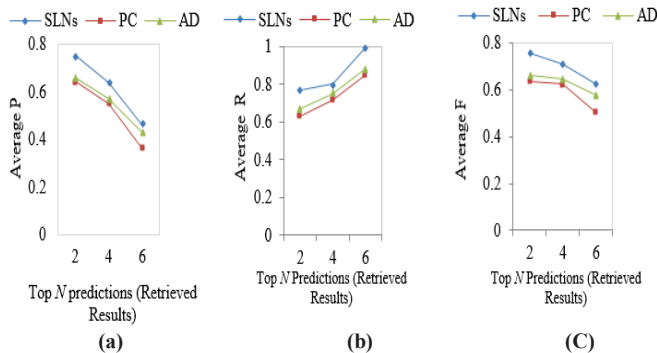 SLNs PC AD
Average P
0.8
0.6
0.4
0.2
0
2 4 6
Top N predictions (Retrieved
Results)
(a)
SLNs PC AD
Average R
1
0.8
0.6
0.4
0.2
0
2 4 6
Top N Predictions (Retrieved
Results)
(b)
SLNs PC AD
Average F
0.8
0.6
0.4
0.2
0
2 4 6
Top N Predictions (Retrieved
Results)
(C)